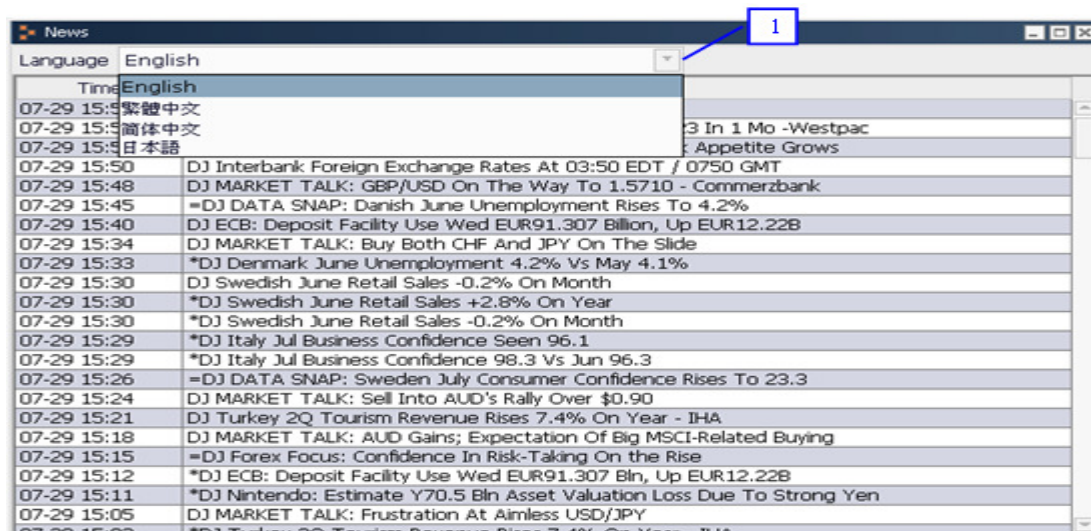 1
News
Language English
Time
English
繁體中文
简体中文
日本語
07-29 15:5
07-29 15:5 3 In 1 Mo -Westpac
07-29 15:5 Appetite Grows
07-29 15:50 DJ Interbank Foreign Exchange Rates At 03:50 EDT / 0750 GMT
07-29 15:48 DJ MARKET TALK: GBP/USD On The Way To 1.5710 - Commerzbank
07-29 15:45 =DJ DATA SNAP: Danish June Unemployment Rises To 4.2%
07-29 15:40 DJ ECB: Deposit Facility Use Wed EUR91.307 Billion, Up EUR12.22B
07-29 15:34 DJ MARKET TALK: Buy Both CHF And JPY On The Slide
07-29 15:33 *DJ Denmark June Unemployment 4.2% Vs May 4.1%
07-29 15:30 DJ Swedish June Retail Sales -0.2% On Month
07-29 15:30 *DJ Swedish June Retail Sales +2.8% On Year
07-29 15:30 *DJ Swedish June Retail Sales -0.2% On Month
07-29 15:29 *DJ Italy Jul Business Confidence Seen 96.1
07-29 15:29 *DJ Italy Jul Business Confidence 98.3 Vs Jun 96.3
07-29 15:26 =DJ DATA SNAP: Sweden July Consumer Confidence Rises To 23.3
07-29 15:24 DJ MARKET TALK: Sell Into AUD's Rally Over $0.90
07-29 15:21 DJ Turkey 2Q Tourism Revenue Rises 7.4% On Year - IHA
07-29 15:18 DJ MARKET TALK: AUD Gains; Expectation Of Big MSCI-Related Buying
07-29 15:15 =DJ Forex Focus: Confidence In Risk-Taking On the Rise
07-29 15:12 *DJ ECB: Deposit Facility Use Wed EUR91.307 Bln, Up EUR12.22B
07-29 15:11 *DJ Nintendo: Estimate Y70.5 Bln Asset Valuation Loss Due To Strong Yen
07-29 15:05 DJ MARKET TALK: Frustration At Aimless USD/JPY